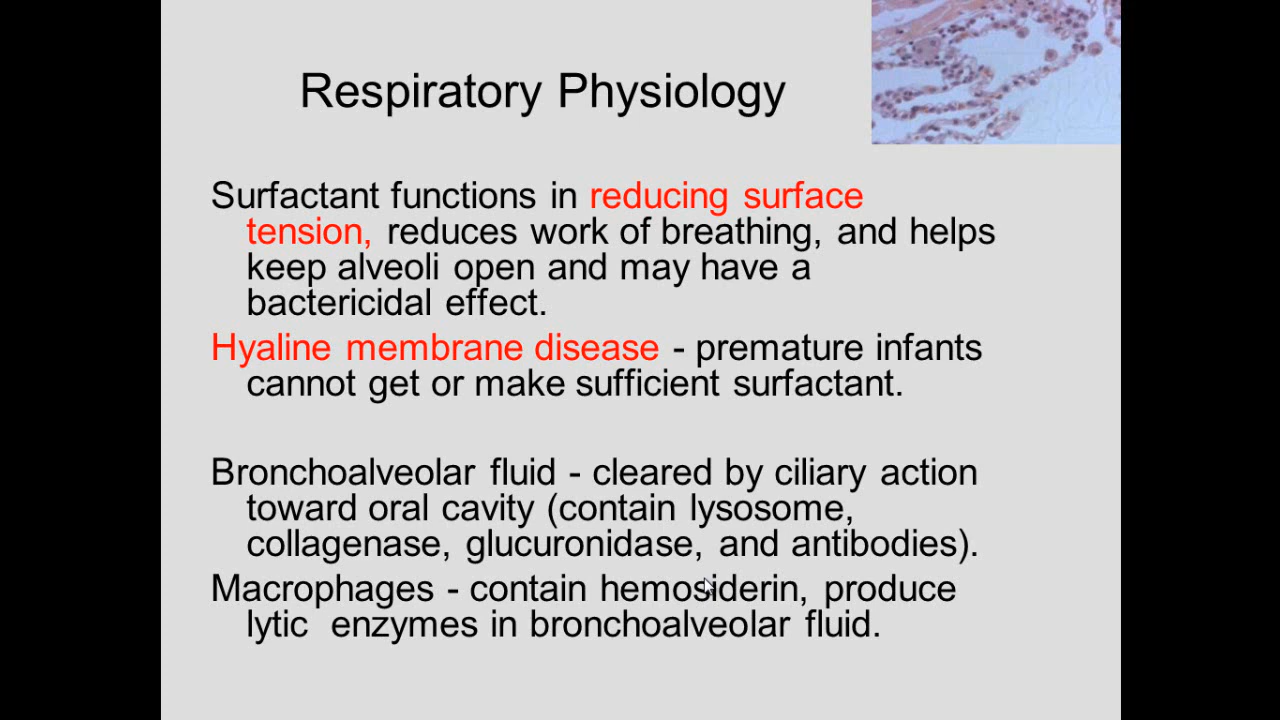 Respiratory Physiology
Surfactant functions in reducing surface
tension, reduces work of breathing, and helps
keep alveoli open and may have a
bactericidal effect.
Hyaline membrane disease - premature infants
cannot get or make sufficient surfactant.
Bronchoalveolar fluid - cleared by ciliary action
toward oral cavity (contain lysosome,
collagenase, glucuronidase, and antibodies).
Macrophages - contain hemosiderin, produce
lytic  enzymes in bronchoalveolar fluid.